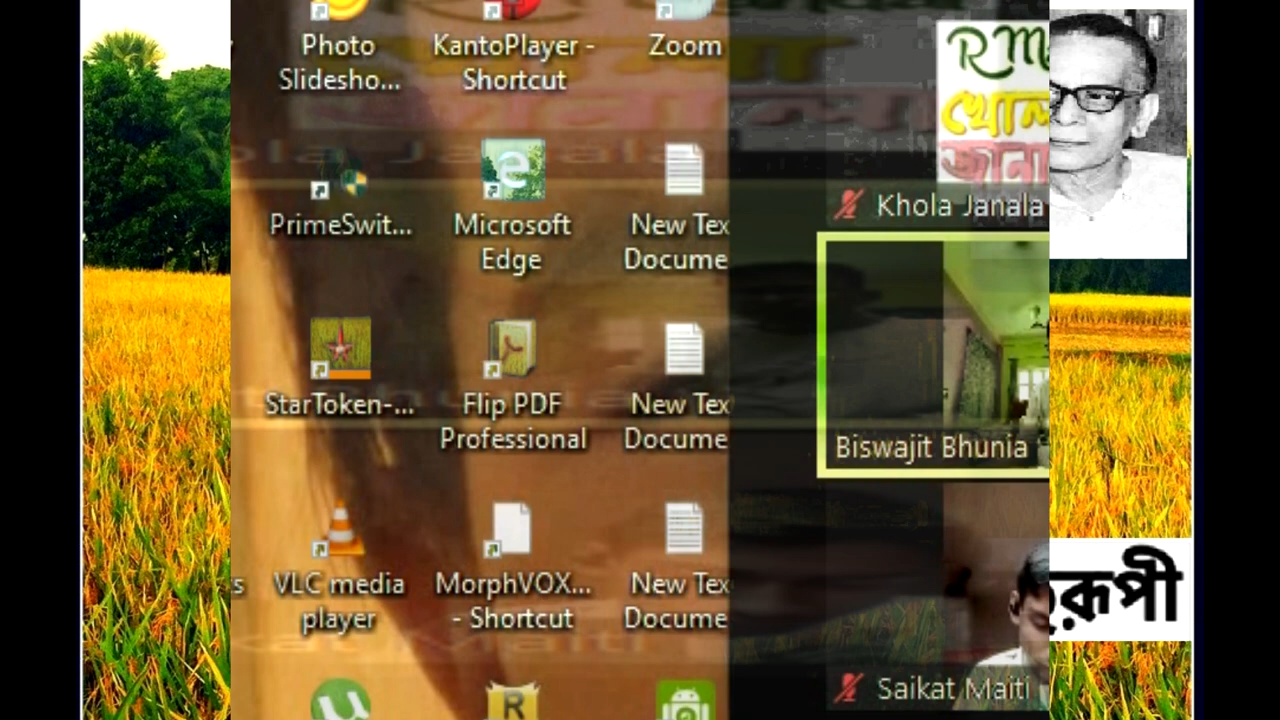 Photo
Slidesho...
KantoPlayer -
Shortcut
Zoom
PrimeSwit...
Microsoft
Edge
New Tex
Docume
StarToken-...
Flip PDF
Professional
New Tex
Docume
VLC media
player
MorphVOX...
- Shortcut
New Tex
Docume
খোল
জানা
Khola Janala
Biswajit Bhunia
Saikat Maiti
রূপী